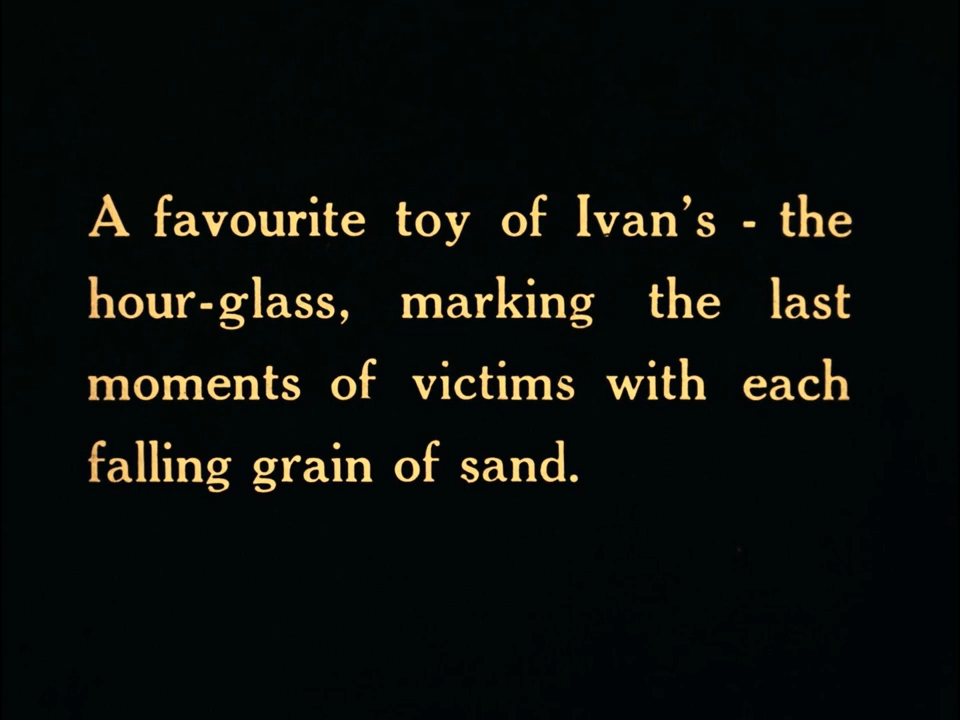 A favourite toy of Ivan's - the
hour-glass, marking the last
moments of victims with each
falling grain of sand.